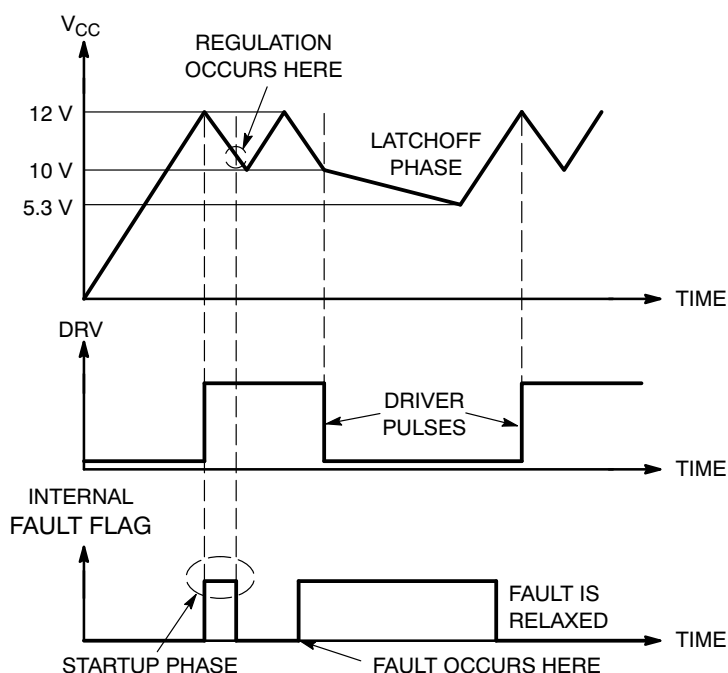 VCC
REGULATION
OCCURS HERE
12 V
LATCHOFF
PHASE
10 V
5.3 V
TIME
DRV
DRIVER
PULSES
TIME
INTERNAL
FAULT FLAG
FAULT IS
RELAXED
TIME
STARTUP PHASE
FAULT OCCURS HERE